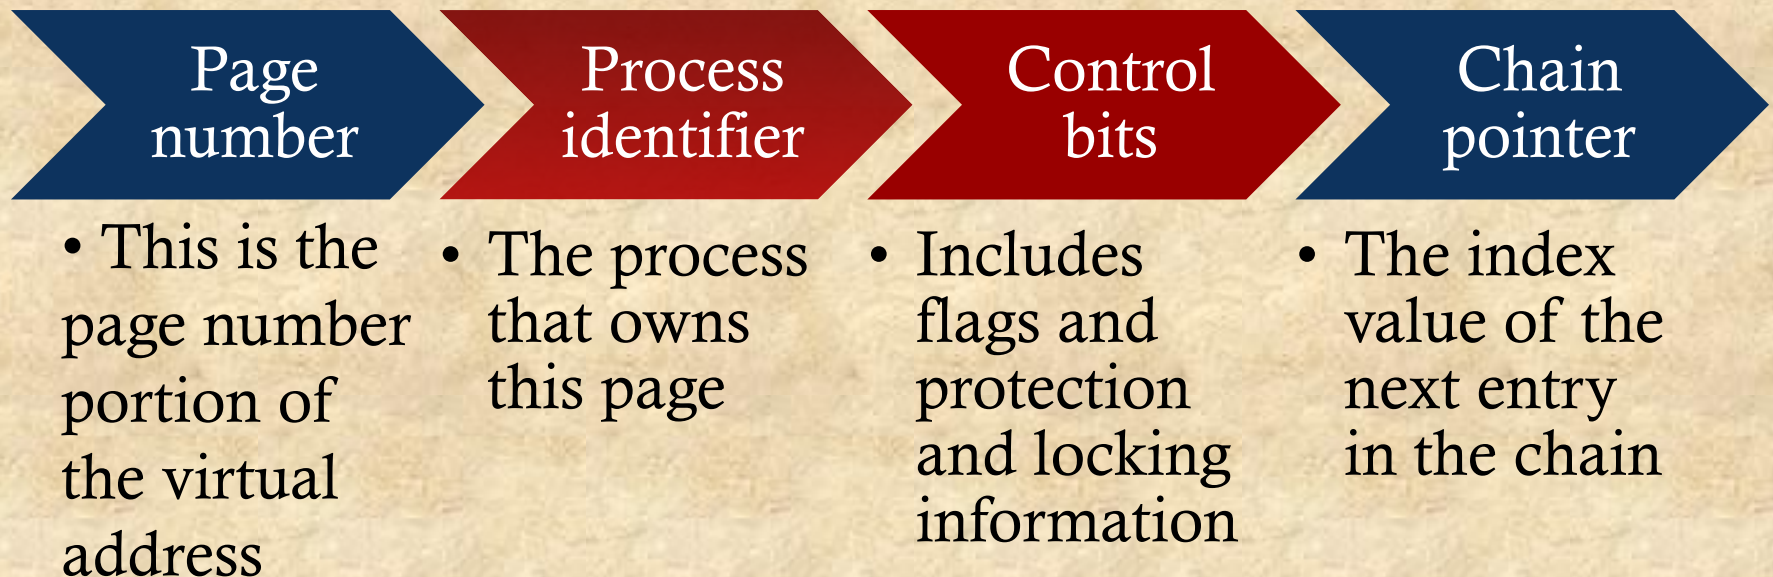 Page
number
Process
identifier
Control
bits
Chain
pointer
• This is the
page number
portion of
the virtual
address
• The process
that owns
this page
• Includes
flags and
protection
and locking
information
• The index
value of the
next entry
in the chain